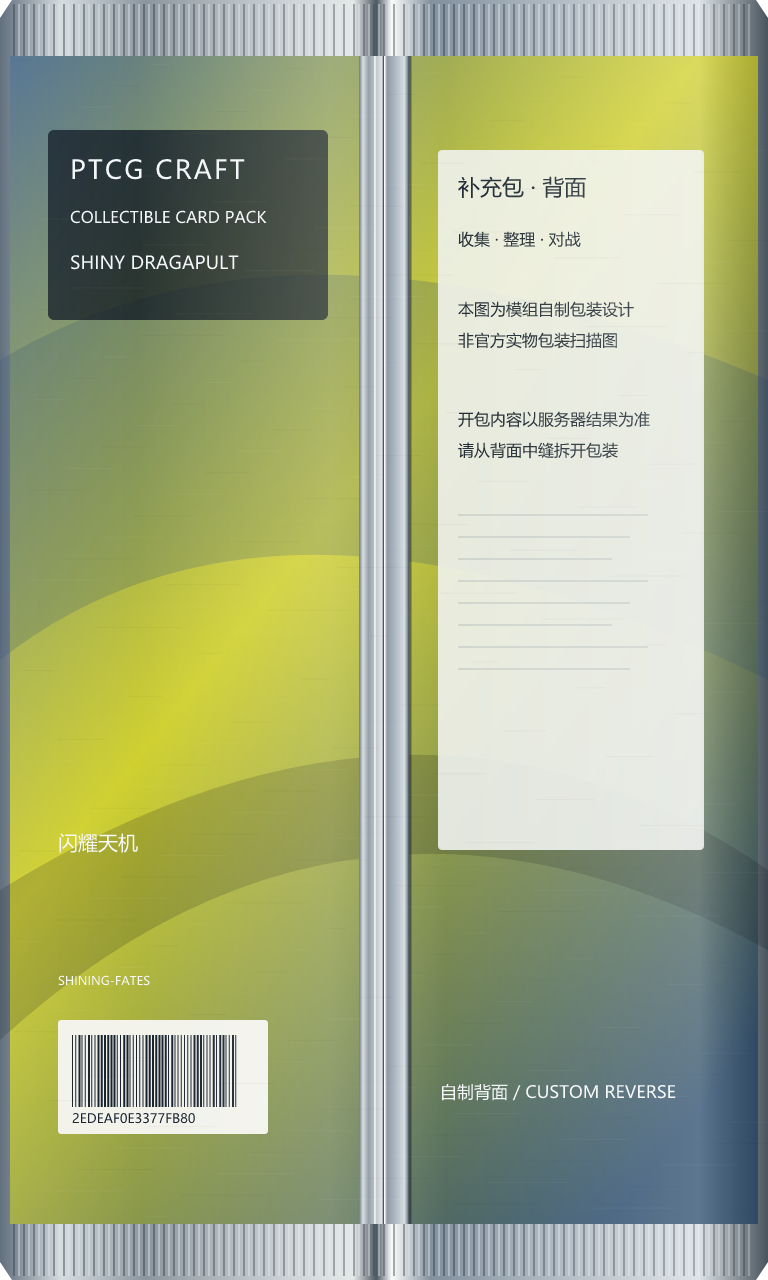 PTCG CRAFT
COLLECTIBLE CARD PACK
SHINY DRAGAPULT
闪耀天机
SHINING-FATES
2EDEAF0E3377FB80
补充包 · 背面
收集 · 整理 · 对战
本图为模组自制包装设计
非官方实物包装扫描图
开包内容以服务器结果为准
请从背面中缝拆开包装
自制背面 / CUSTOM REVERSE